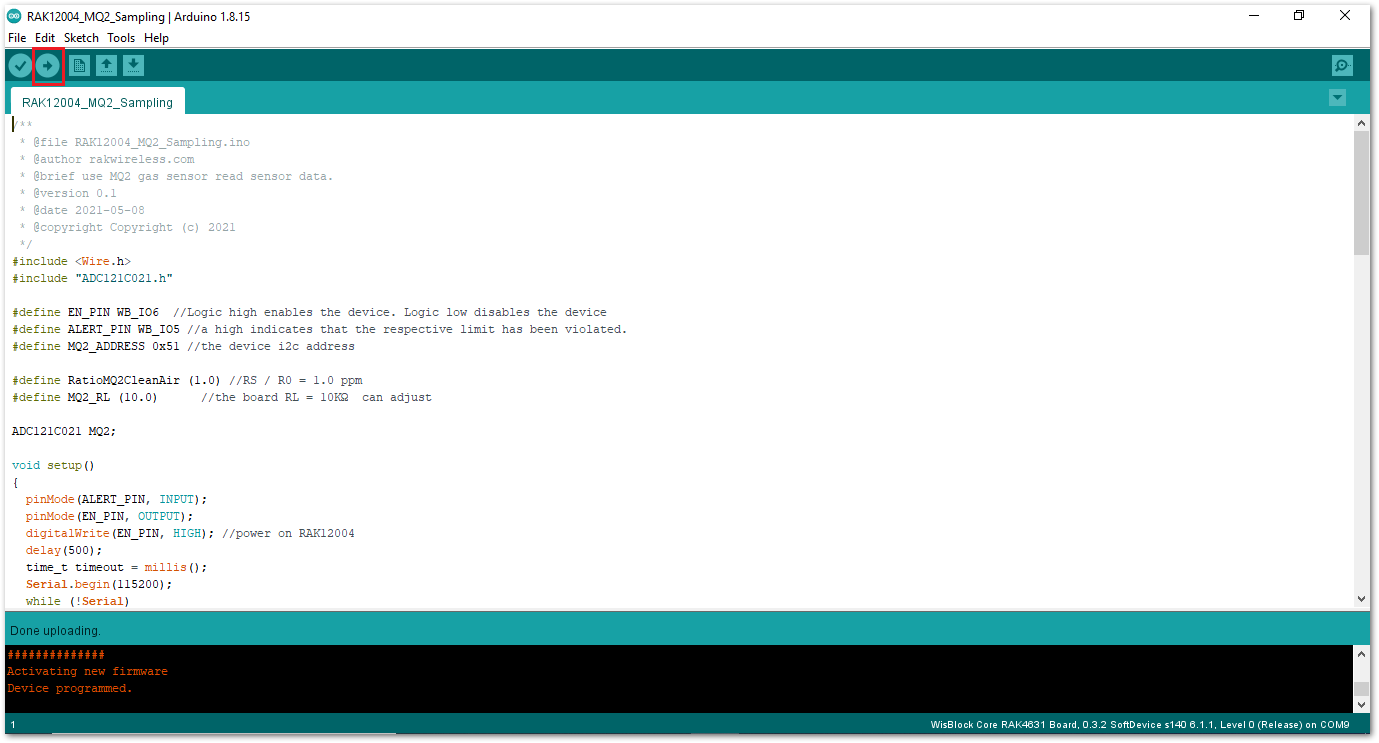 RAK12004_MQ2_Sampling | Arduino 1.8.15
File Edit Sketch Tools Help
RAK12004_MQ2_Sampling
/**
 * @file RAK12004_MQ2_Sampling.ino
 * @author rakwireless.com
 * @brief use MQ2 gas sensor read sensor data.
 * @version 0.1
 * @date 2021-05-08
 * @copyright Copyright (c) 2021
 */
#include <Wire.h>
#include "ADC121C021.h"
#define EN_PIN WB_IO6  //Logic high enables the device. Logic low disables the device
#define ALERT_PIN WB_IO5 //a high indicates that the respective limit has been violated.
#define MQ2_ADDRESS 0x51 //the device i2c address
#define RatioMQ2CleanAir (1.0) //RS / R0 = 1.0 ppm
#define MQ2_RL (10.0)      //the board RL = 10KΩ  can adjust
ADC121C021 MQ2;
void setup()
{
  pinMode(ALERT_PIN, INPUT);
  pinMode(EN_PIN, OUTPUT);
  digitalWrite(EN_PIN, HIGH); //power on RAK12004
  delay(500);
  time_t timeout = millis();
  Serial.begin(115200);
  while (!Serial)
Done uploading.
##############
Activating new firmware
Device programmed.
1 WisBlock Core RAK4631 Board, 0.3.2 SoftDevice s140 6.1.1, Level 0 (Release) on COM9